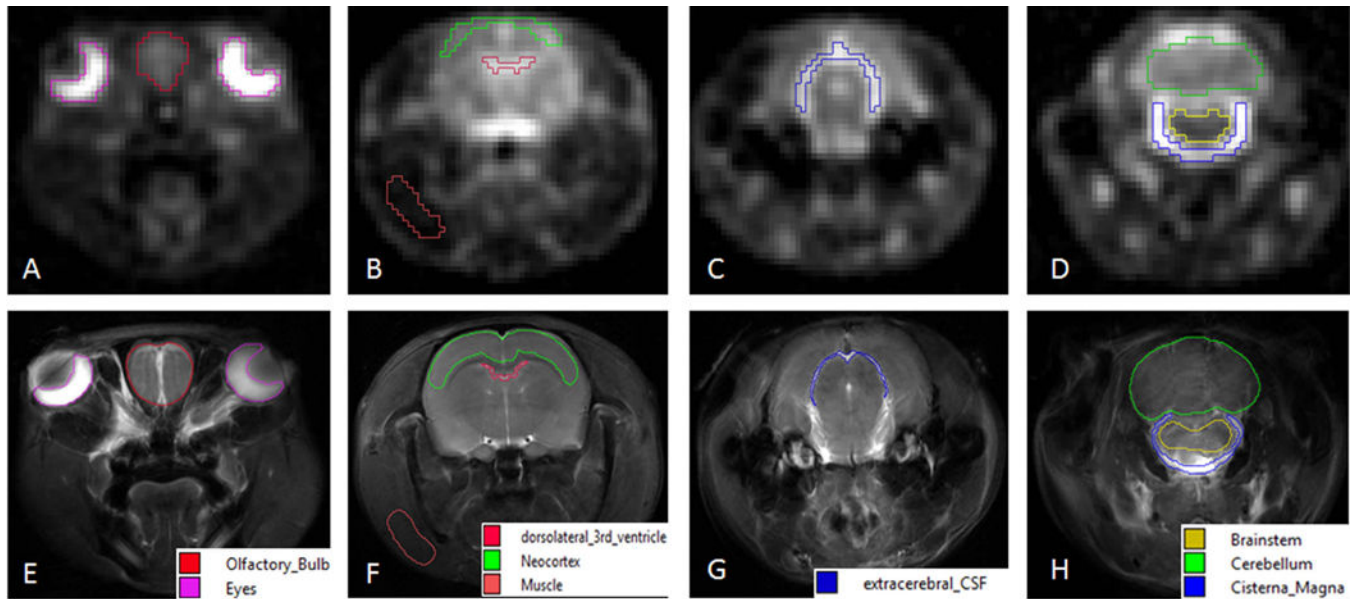 A
B
C
D
E
Olfactory_Bulb
Eyes
F
dorsolateral_3rd_ventricle
Neocortex
Muscle
G
extracerebral_CSF
H
Brainstem
Cerebellum
Cisterna_Magna